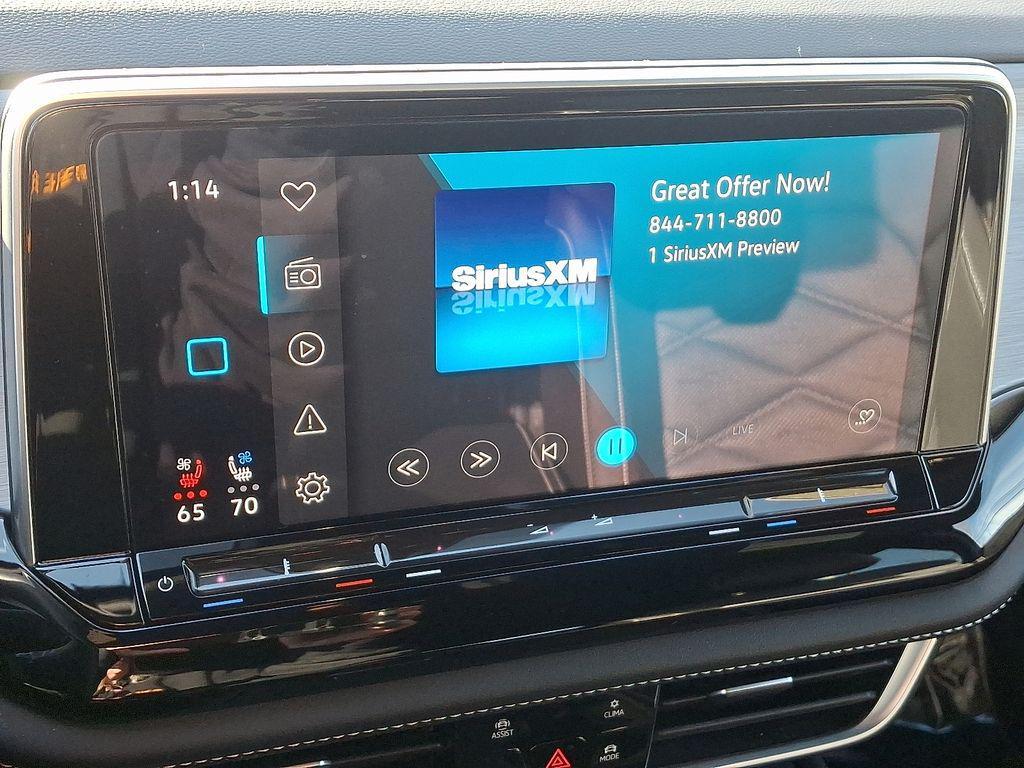 1:14
SiriusXM
Great Offer Now!
844-711-8800
1 SiriusXM Preview
LIVE
65
70
ASSIST
CLIMA
MODE